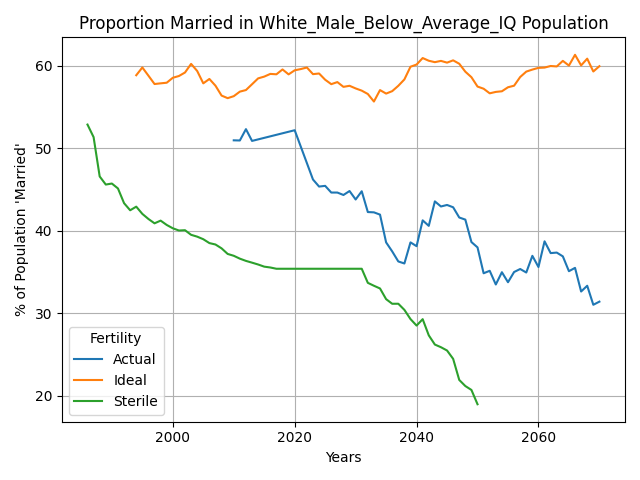 Proportion Married in White_Male_Below_Average_IQ Population
% of Population 'Married'
60
50
40
30
20
Fertility
Actual
Ideal
Sterile
2000
2020
2040
2060
Years